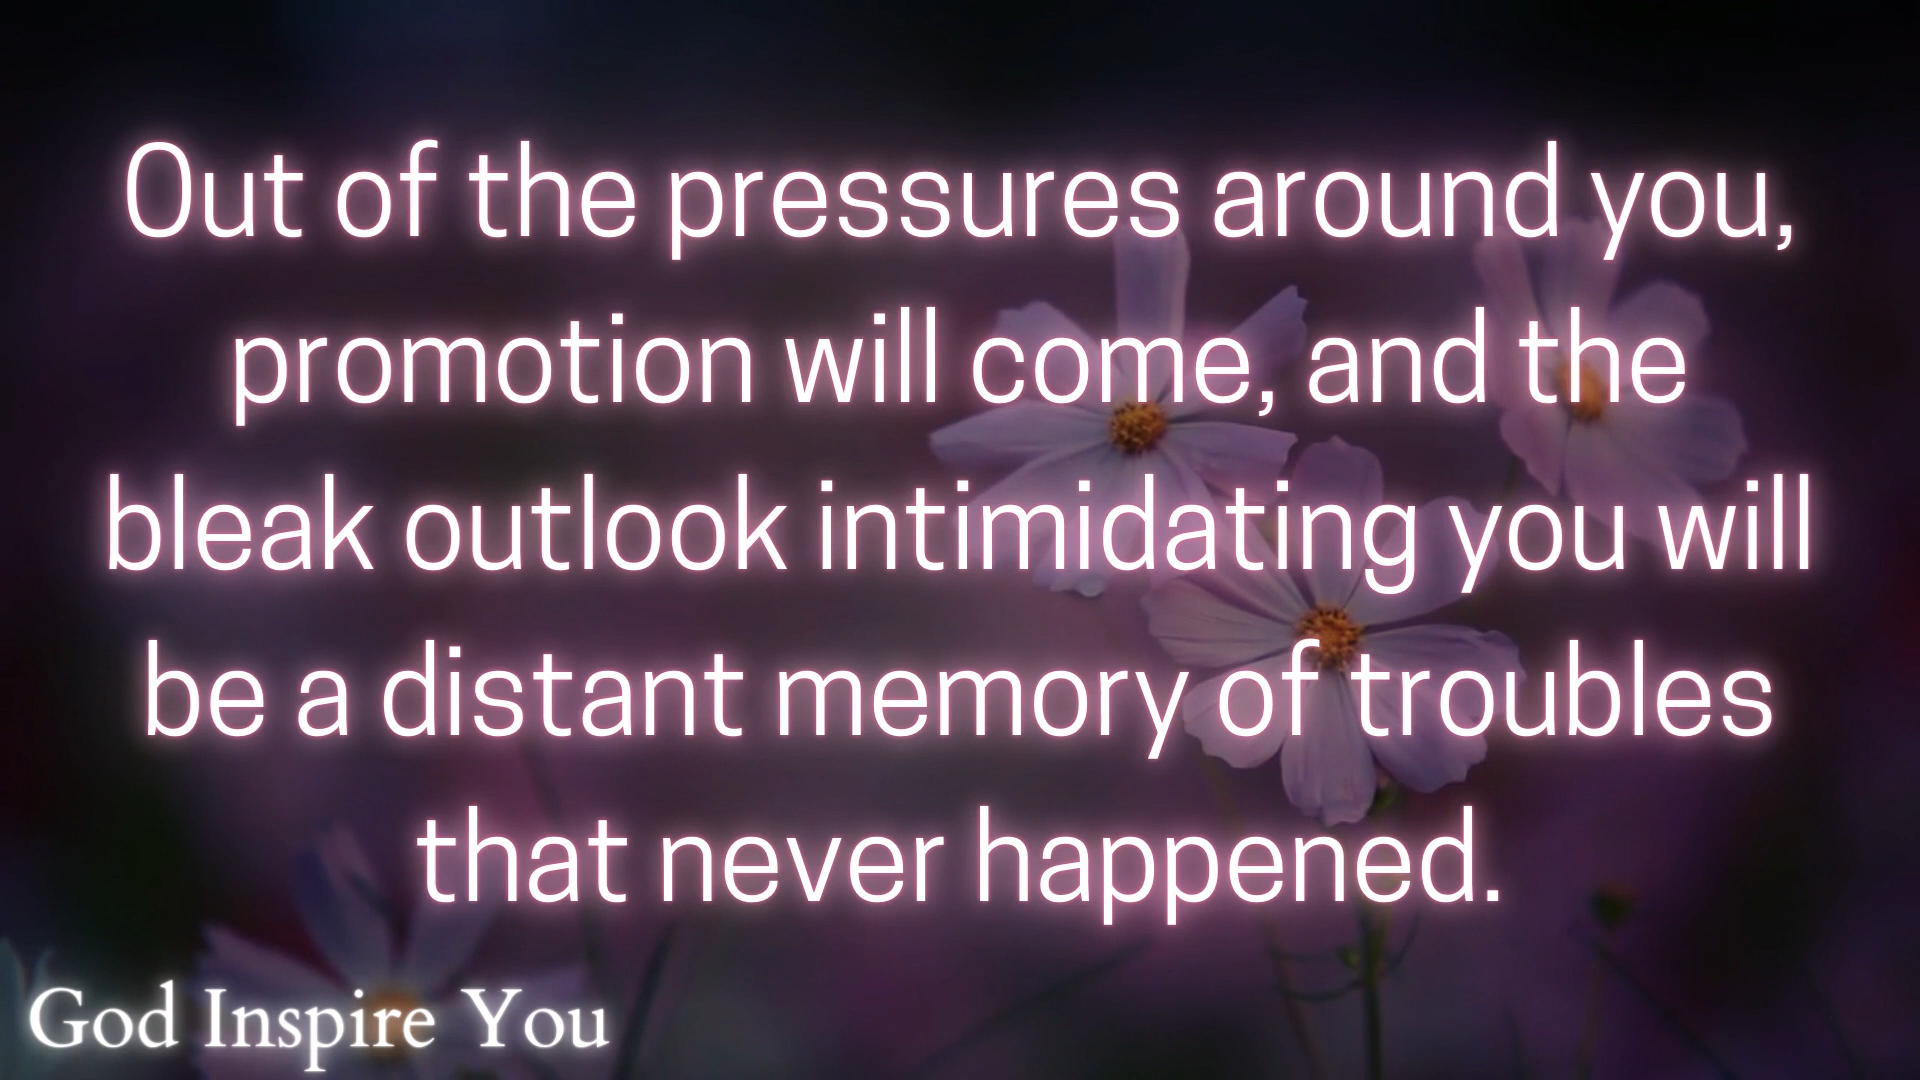 Out of the pressures around you,
promotion will come, and the
bleak outlook intimidating you will
be a distant memory of troubles
that never happened.
God Inspire You